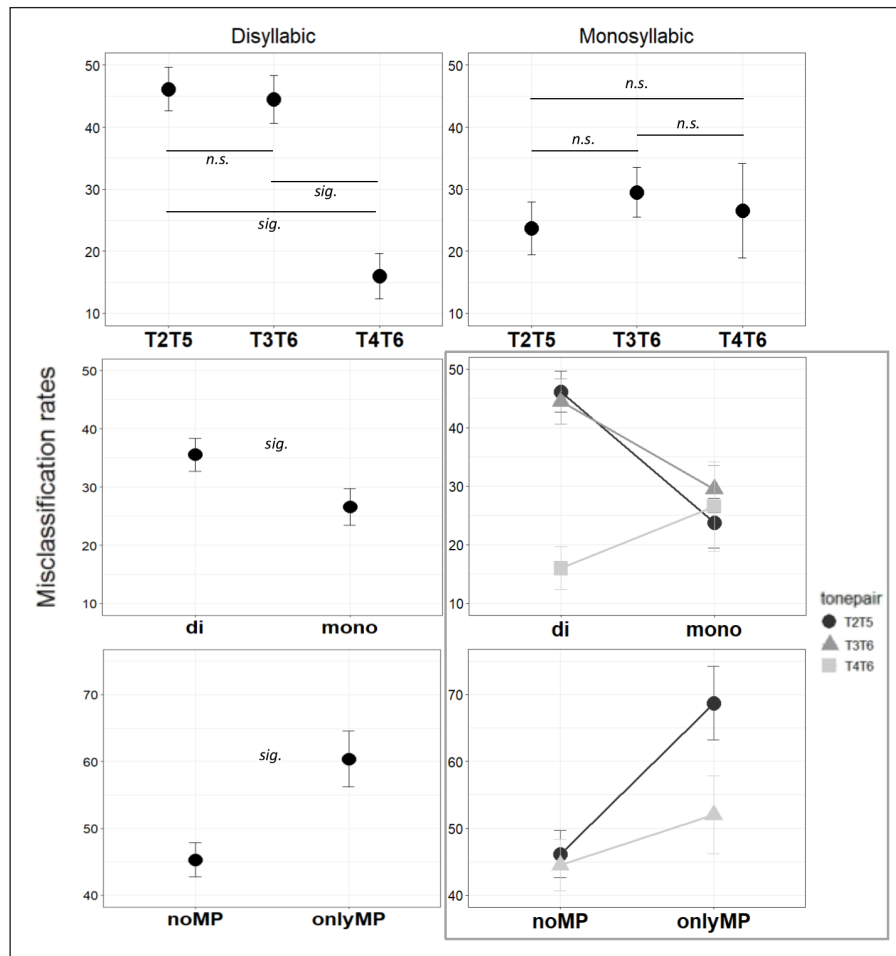 Disyllabic Monosyllabic
50
40
30
20
10
n.s.
sig.
sig.
T2T5 T3T6 T4T6
50
40
30
20
10
n.s.
n.s.
n.s.
T2T5 T3T6 T4T6
Misclassification rates
50
40
30
20
10
sig.
di mono
50
40
30
20
10
di mono
tonepair
T2T5
T3T6
T4T6
70
60
50
40
sig.
noMP onlyMP
70
60
50
40
noMP onlyMP